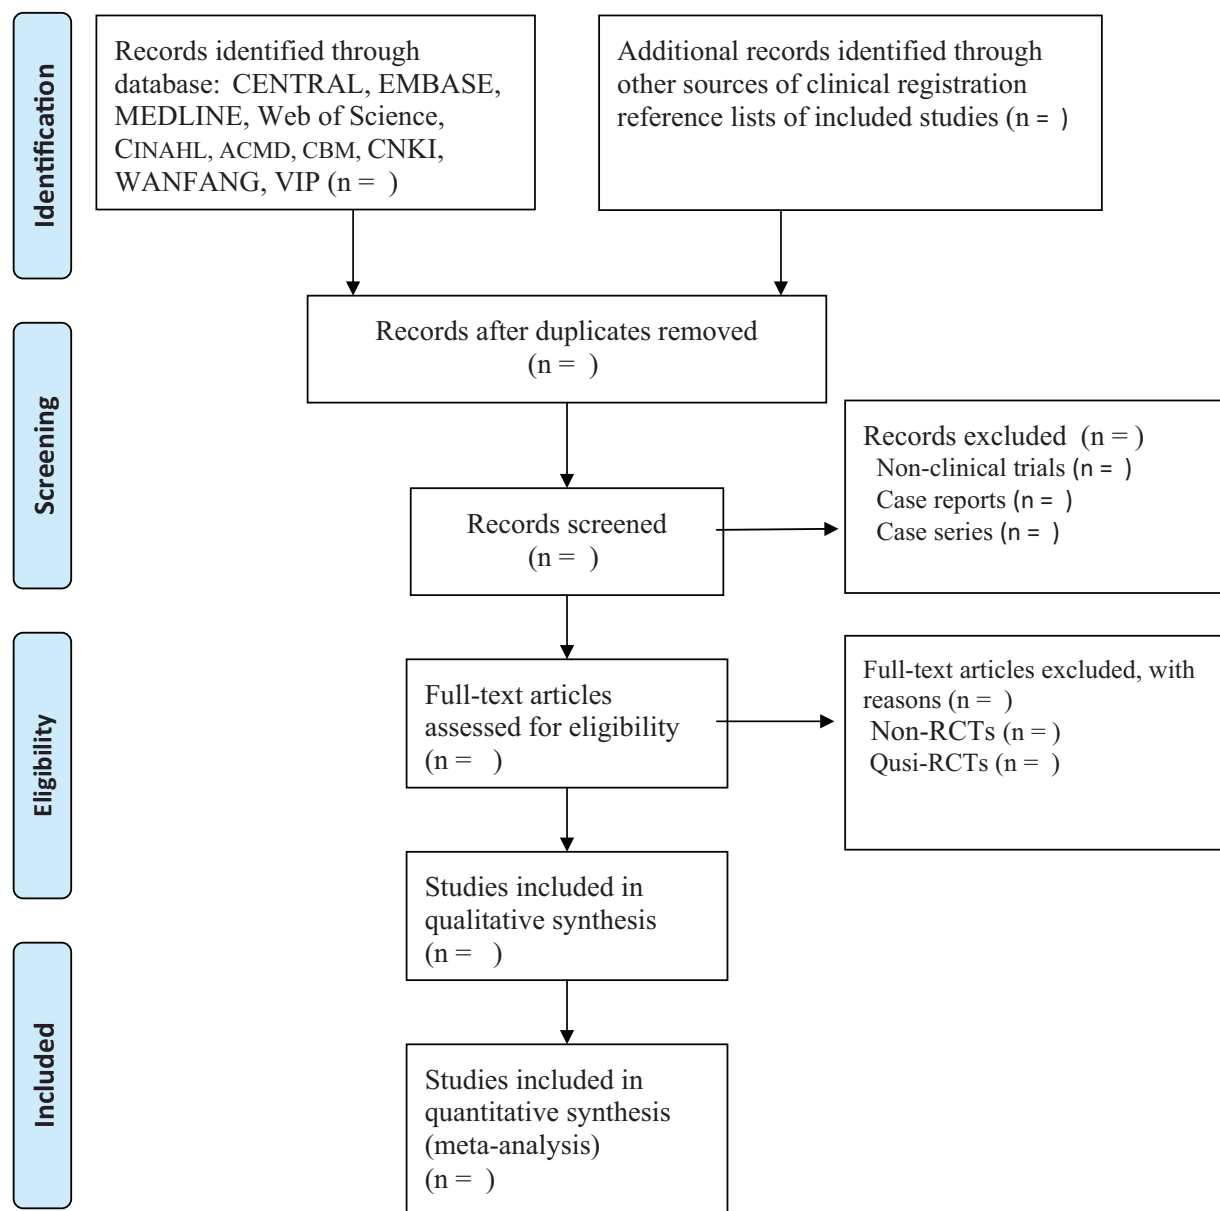 Identification
Records identified through
database:  CENTRAL, EMBASE,
MEDLINE, Web of Science,
CINAHL, ACMD, CBM, CNKI,
WANFANG, VIP (n =  )
Additional records identified through
other sources of clinical registration
reference lists of included studies (n =  )
Records after duplicates removed
(n =  )
Screening
Records screened
(n =  )
Records excluded  (n = )
Non-clinical trials (n =  )
Case reports (n =  )
Case series (n =  )
Eligibility
Full-text articles
assessed for eligibility
(n =   )
Full-text articles excluded, with
reasons (n =  )
Non-RCTs (n = )
Qusi-RCTs (n =  )
Studies included in
qualitative synthesis
(n =   )
Included
Studies included in
quantitative synthesis
(meta-analysis)
(n =  )